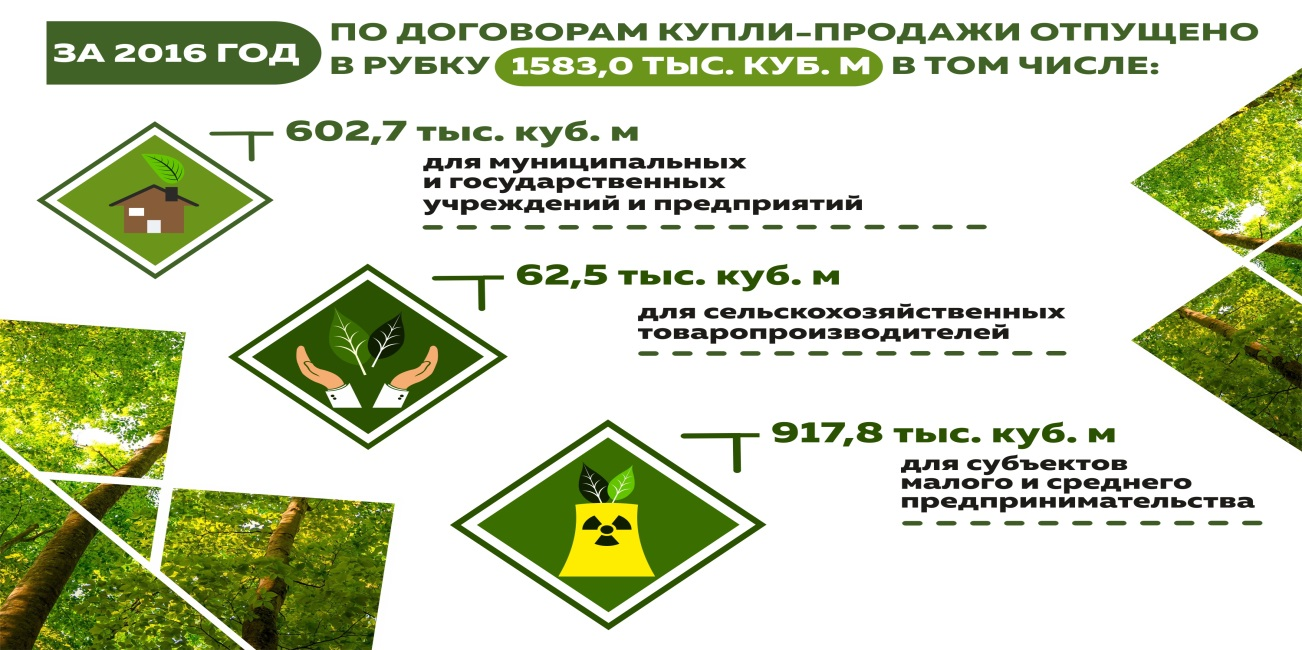 ЗА 2016 ГОД
ПО ДОГОВОРАМ КУПЛИ-ПРОДАЖИ ОТПУЩЕНО
В РУБКУ 1583,0 ТЫС. КУБ. М В ТОМ ЧИСЛЕ:
602,7 тыс. куб. м
для муниципальных
и государственных
учреждений и предприятий
62,5 тыс. куб. м
для сельскохозяйственных
товаропроизводителей
917,8 тыс. куб. м
для субъектов
малого и среднего
предпринимательства